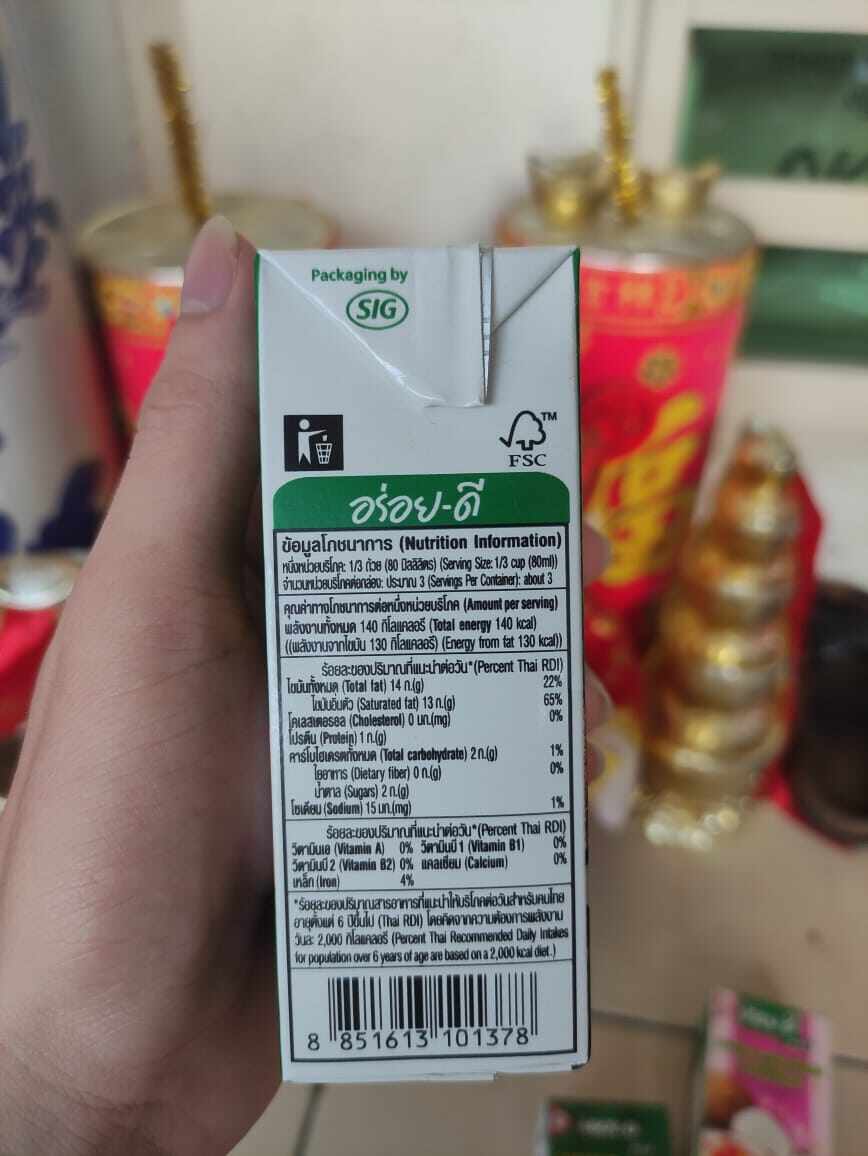 Packaging by
SIG
TM
FSC
อร่อย-ดี
ข้อมูลโภชนาการ (Nutrition Information)
หนึ่งหน่วยบริโภค: 1/3 ถ้วย (80 มิลลิลิตร) (Serving Size: 1/3 cup (80ml))
จำนวนหน่วยบริโภคต่อกล่อง: ประมาณ 3 (Servings Per Container): about 3
คุณค่าทางโภชนาการต่อหนึ่งหน่วยบริโภค (Amount per serving)
พลังงานทั้งหมด 140 กิโลแคลอรี (Total energy 140 kcal)
((พลังงานจากไขมัน 130 กิโลแคลอรี) (Energy from fat 130 kcal))
ร้อยละของปริมาณที่แนะนำต่อวัน*(Percent Thai RDI)
ไขมันทั้งหมด (Total fat) 14 ก.(g) 22%
ไขมันอิ่มตัว (Saturated fat) 13 ก.(g) 65%
โคเลสเตอรอล (Cholesterol) 0 มก.(mg) 0%
โปรตีน (Protein) 1 ก.(g)
คาร์โบไฮเดรตทั้งหมด (Total carbohydrate) 2 ก.(g) 1%
ใยอาหาร (Dietary fiber) 0 ก.(g) 0%
น้ำตาล (Sugars) 2 ก.(g)
โซเดียม (Sodium) 15 มก.(mg) 1%
ร้อยละของปริมาณที่แนะนำต่อวัน*(Percent Thai RDI)
วิตามินเอ (Vitamin A) 0% วิตามินบี 1 (Vitamin B1) 0%
วิตามินบี 2 (Vitamin B2) 0% แคลเซียม (Calcium) 0%
เหล็ก (Iron) 4%
*ร้อยละของปริมาณสารอาหารที่แนะนำให้บริโภคต่อวันสำหรับคนไทย
อายุตั้งแต่ 6 ปีขึ้นไป (Thai RDI) โดยคิดจากความต้องการพลังงาน
วันละ 2,000 กิโลแคลอรี (Percent Thai Recommended Daily Intakes
for population over 6 years of age are based on a 2,000 kcal diet.)
8 851613 101378